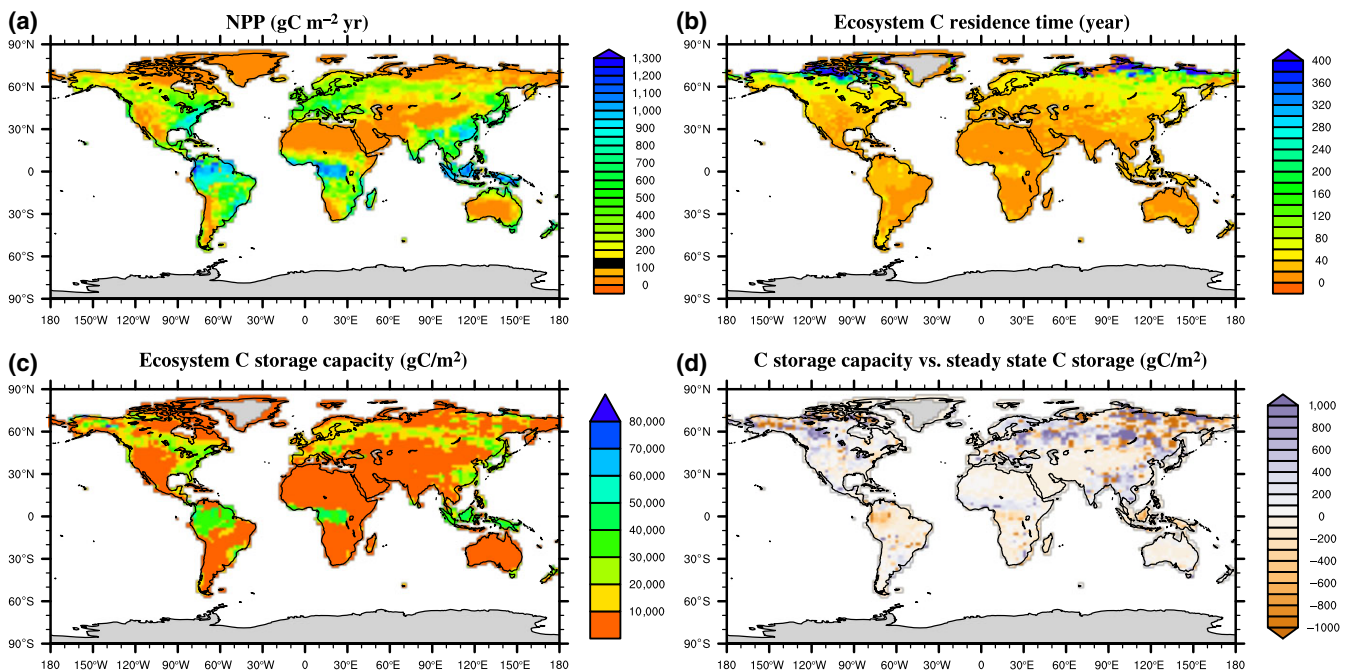 (a)
NPP (gC m−2 yr)
90°N
60°N
30°N
0
30°S
60°S
90°S
180 150°W 120°W 90°W 60°W 30°W 0 30°E 60°E 90°E 120°E 150°E 180
1,300
1,200
1,100
1,000
900
800
700
600
500
400
300
200
100
0
(b)
Ecosystem C residence time (year)
90°N
60°N
30°N
0
30°S
60°S
90°S
180 150°W 120°W 90°W 60°W 30°W 0 30°E 60°E 90°E 120°E 150°E 180
400
360
320
280
240
200
160
120
80
40
0
(c)
Ecosystem C storage capacity (gC/m²)
90°N
60°N
30°N
0
30°S
60°S
90°S
180 150°W 120°W 90°W 60°W 30°W 0 30°E 60°E 90°E 120°E 150°E 180
80,000
70,000
60,000
50,000
40,000
30,000
20,000
10,000
(d)
C storage capacity vs. steady state C storage (gC/m²)
90°N
60°N
30°N
0
30°S
60°S
90°S
180 150°W 120°W 90°W 60°W 30°W 0 30°E 60°E 90°E 120°E 150°E 180
1,000
800
600
400
200
0
−200
−400
−600
−800
−1000